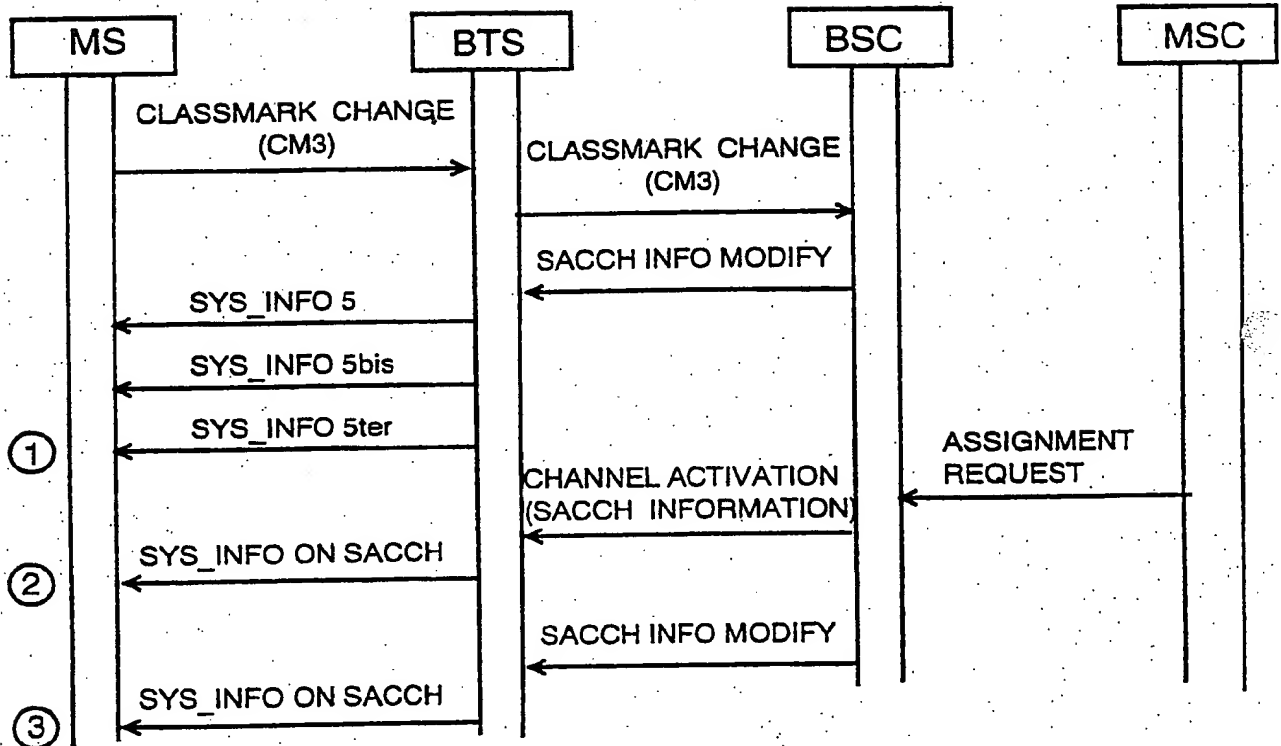 MS
BTS
BSC
MSC
CLASSMARK CHANGE
(CM3)
CLASSMARK CHANGE
(CM3)
SACCH INFO MODIFY
SYS_INFO 5
SYS_INFO 5bis
SYS_INFO 5ter
1
ASSIGNMENT
REQUEST
CHANNEL ACTIVATION
(SACCH INFORMATION)
SYS_INFO ON SACCH
2
SACCH INFO MODIFY
SYS_INFO ON SACCH
3